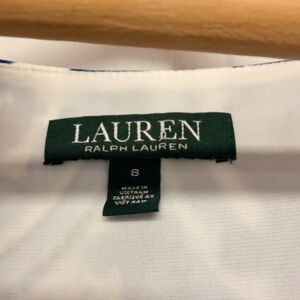 LAUREN
RALPH LAUREN
8
MADE IN
VIETNAM
FABRIQUÉ AU
VIET-NAM